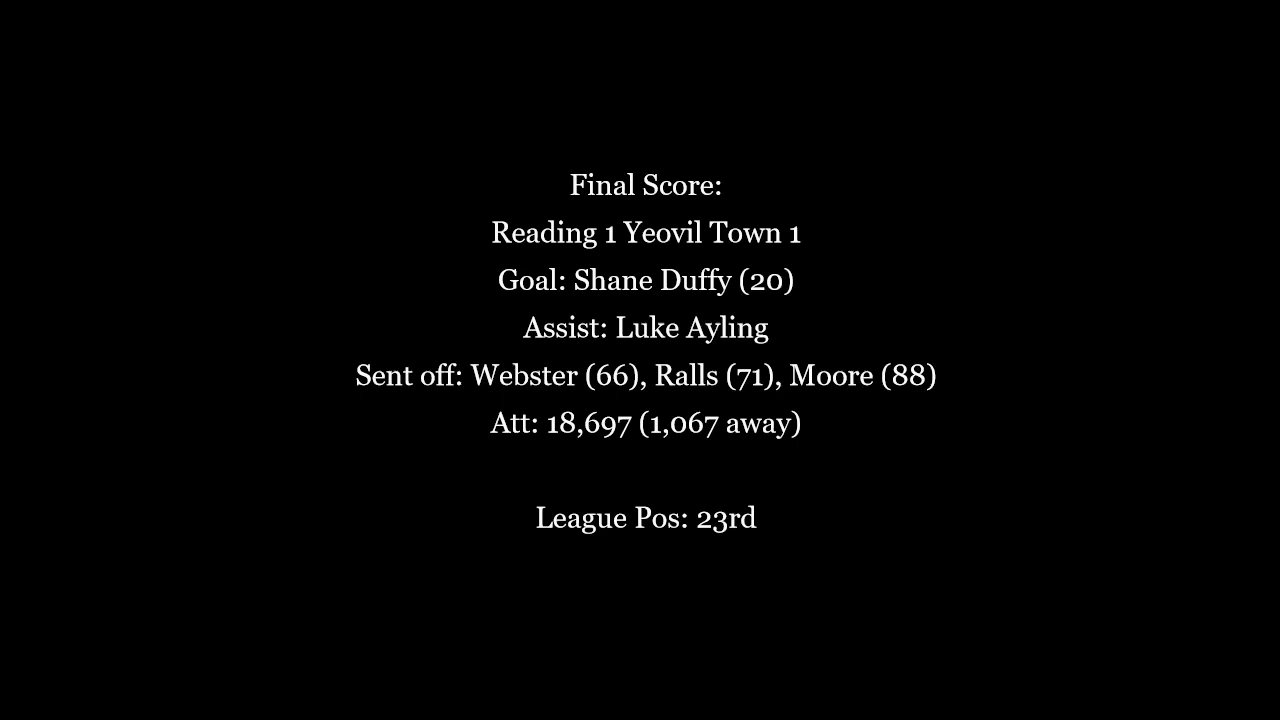 Final Score:
Reading 1 Yeovil Town 1
Goal: Shane Duffy (20)
Assist: Luke Ayling
Sent off: Webster (66), Ralls (71), Moore (88)
Att: 18,697 (1,067 away)
League Pos: 23rd